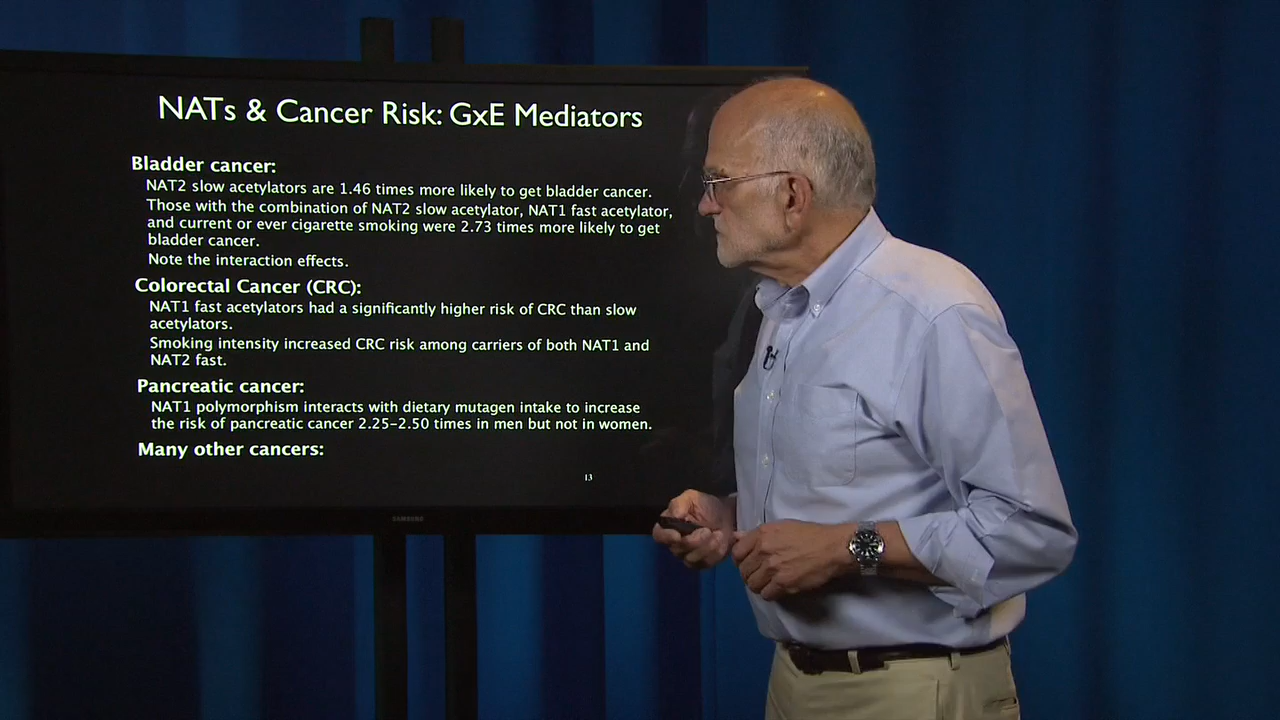 NATs & Cancer Risk: GxE Mediators
Bladder cancer:
NAT2 slow acetylators are 1.46 times more likely to get bladder cancer.
Those with the combination of NAT2 slow acetylator, NAT1 fast acetylator,
and current or ever cigarette smoking were 2.73 times more likely to get
bladder cancer.
Note the interaction effects.
Colorectal Cancer (CRC):
NAT1 fast acetylators had a significantly higher risk of CRC than slow
acetylators.
Smoking intensity increased CRC risk among carriers of both NAT1 and
NAT2 fast.
Pancreatic cancer:
NAT1 polymorphism interacts with dietary mutagen intake to increase
the risk of pancreatic cancer 2.25–2.50 times in men but not in women.
Many other cancers:
13
SAMSUNG